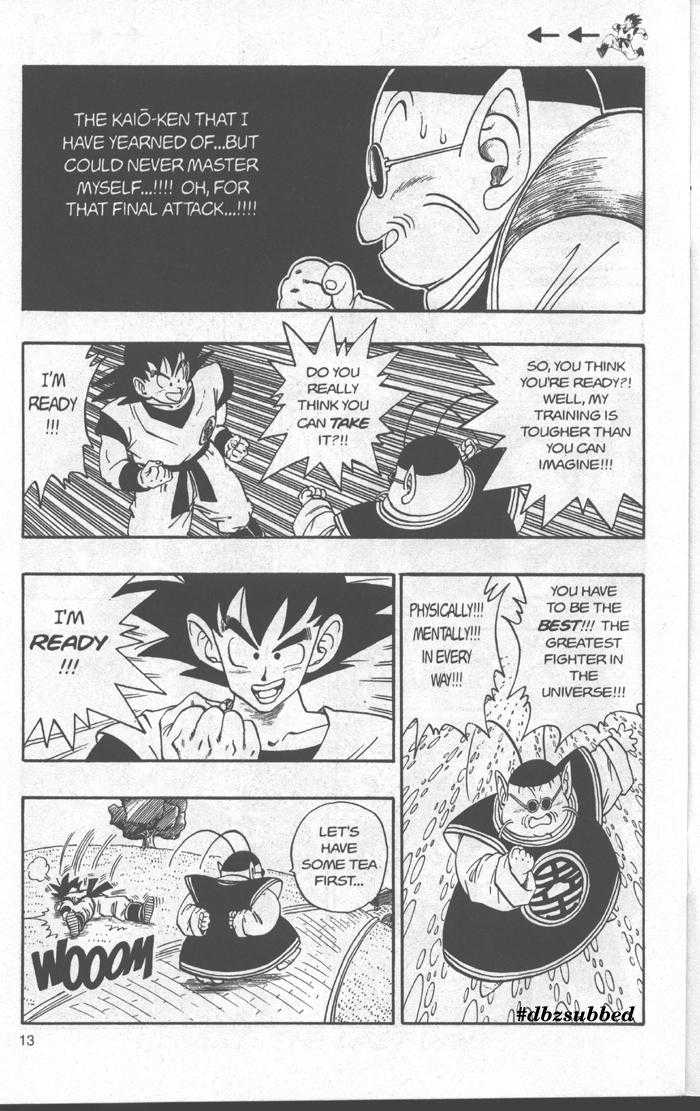 THE KAIŌ-KEN THAT I
HAVE YEARNED OF...BUT
COULD NEVER MASTER
MYSELF...!!!! OH, FOR
THAT FINAL ATTACK...!!!!
SO, YOU THINK
YOU'RE READY?!
WELL, MY
TRAINING IS
TOUGHER THAN
YOU CAN
IMAGINE!!!
DO YOU
REALLY
THINK YOU
CAN TAKE
IT?!!
I'M
READY
!!!
YOU HAVE
TO BE THE
BEST!!! THE
GREATEST
FIGHTER IN
THE
UNIVERSE!!!
PHYSICALLY!!!
MENTALLY!!!
IN EVERY
WAY!!!
I'M
READY
!!!
LET'S
HAVE
SOME TEA
FIRST...
WOOOM
#dbzsubbed
13